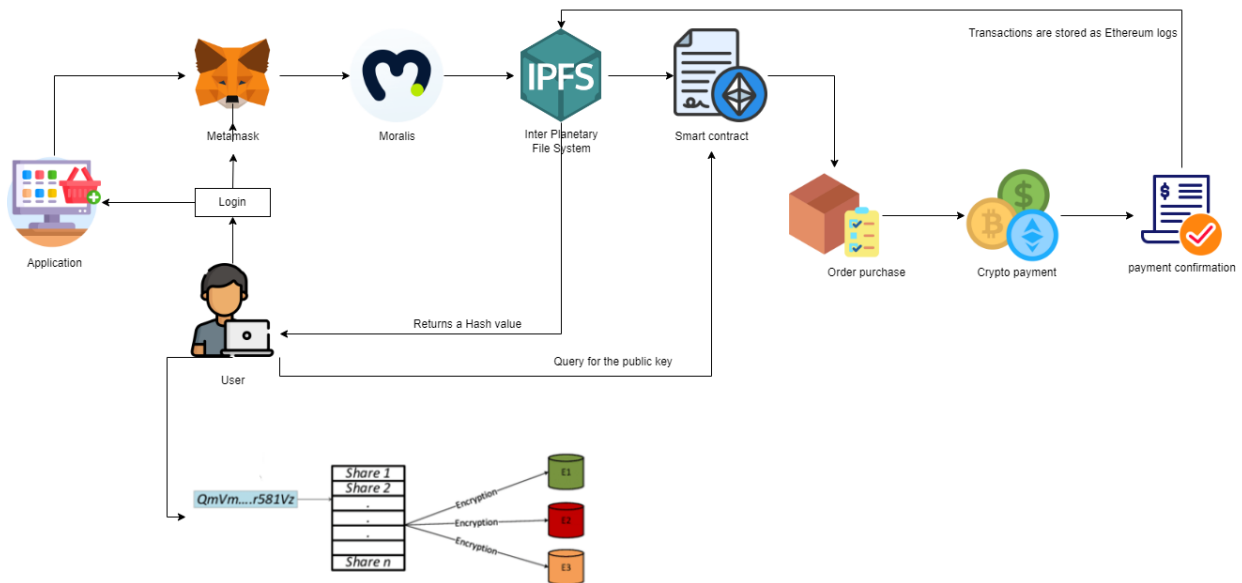 Transactions are stored as Ethereum logs
IPFS
Metamask
Moralis
Inter Planetary
File System
Smart contract
Login
Application
Order purchase
Crypto payment
payment confirmation
Returns a Hash value
Query for the public key
User
QmVm....r581Vz
Share 1
Share 2
.
.
.
Share n
Encryption
Encryption
Encryption
E1
E2
E3